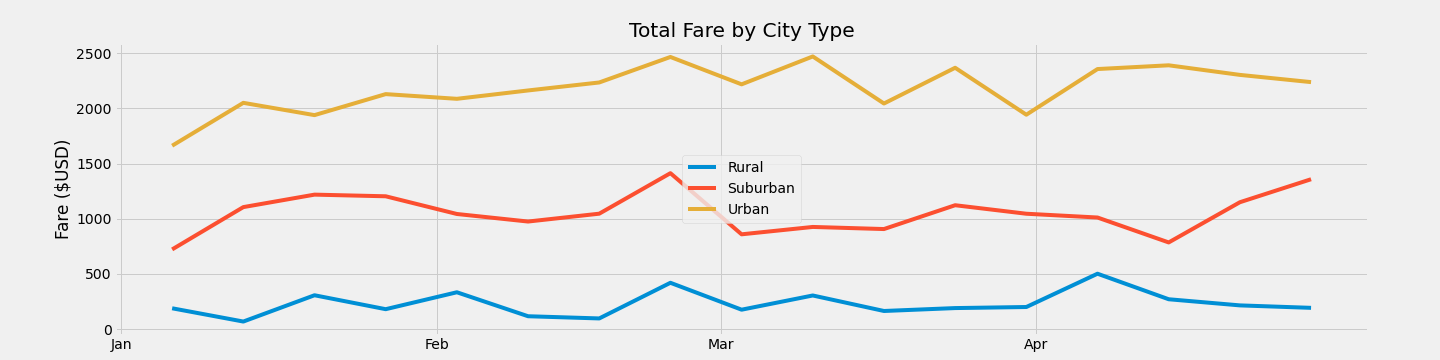 Total Fare by City Type
Fare ($USD)
2500
2000
1500
1000
500
0
Rural
Suburban
Urban
Jan Feb Mar Apr